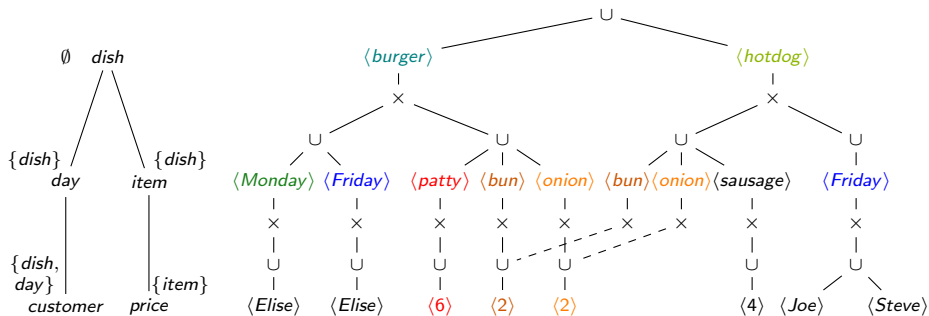 ∪
∅ dish ⟨burger⟩ ⟨hotdog⟩
× ×
∪ ∪ ∪ ∪
{dish} {dish}
day item ⟨Monday⟩ ⟨Friday⟩ ⟨patty⟩ ⟨bun⟩ ⟨onion⟩ ⟨bun⟩ ⟨onion⟩ ⟨sausage⟩ ⟨Friday⟩
× × × × × × × × ×
{dish, ∪ ∪ ∪ ∪ ∪ ∪ ∪
day} {item}
customer price ⟨Elise⟩ ⟨Elise⟩ ⟨6⟩ ⟨2⟩ ⟨2⟩ ⟨4⟩ ⟨Joe⟩ ⟨Steve⟩